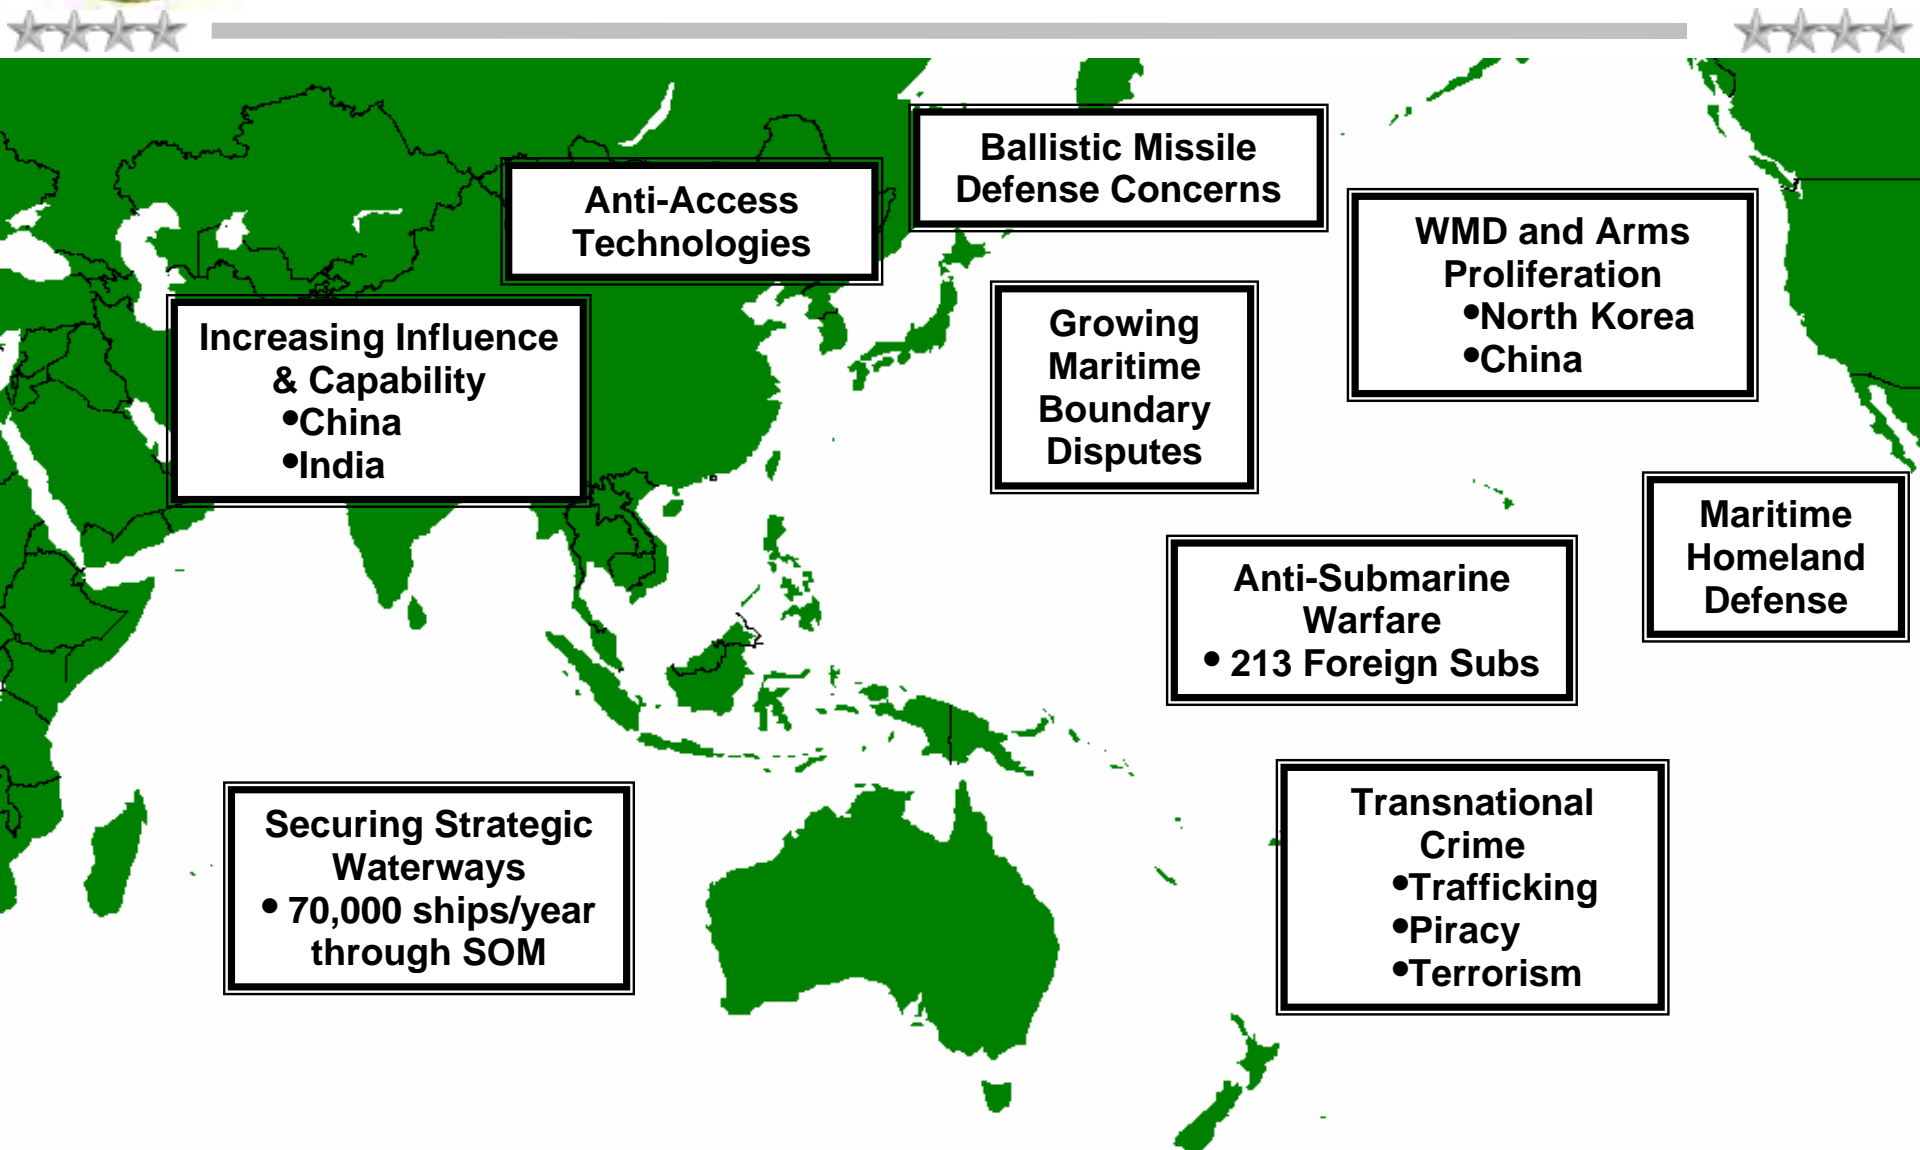 Ballistic Missile
Defense Concerns
Anti-Access
Technologies
WMD and Arms
Proliferation
•North Korea
•China
Increasing Influence
& Capability
•China
•India
Growing
Maritime
Boundary
Disputes
Maritime
Homeland
Defense
Anti-Submarine
Warfare
• 213 Foreign Subs
Securing Strategic
Waterways
• 70,000 ships/year
through SOM
Transnational
Crime
•Trafficking
•Piracy
•Terrorism